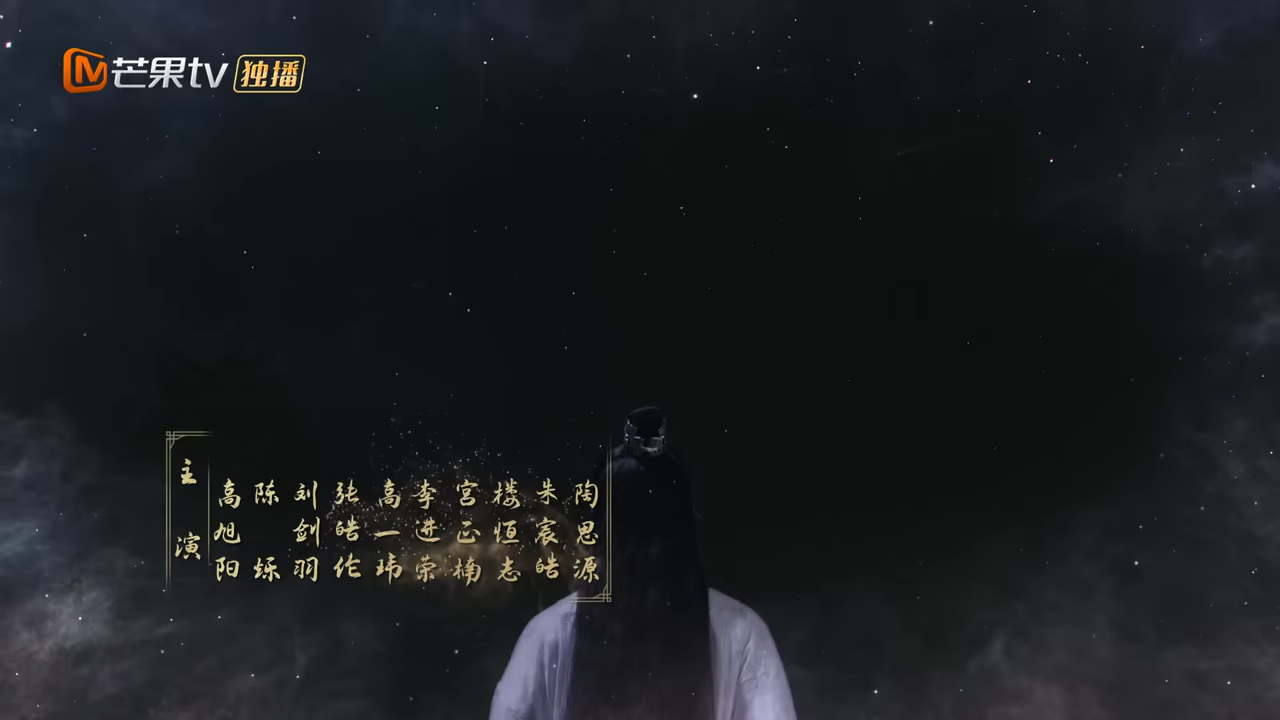 芒果tv 独播
主演
高旭阳
陈烁
刘剑羽
张皓伦
高一玮
李进荣
宫正楠
楼恒志
朱宸皓
陶思源